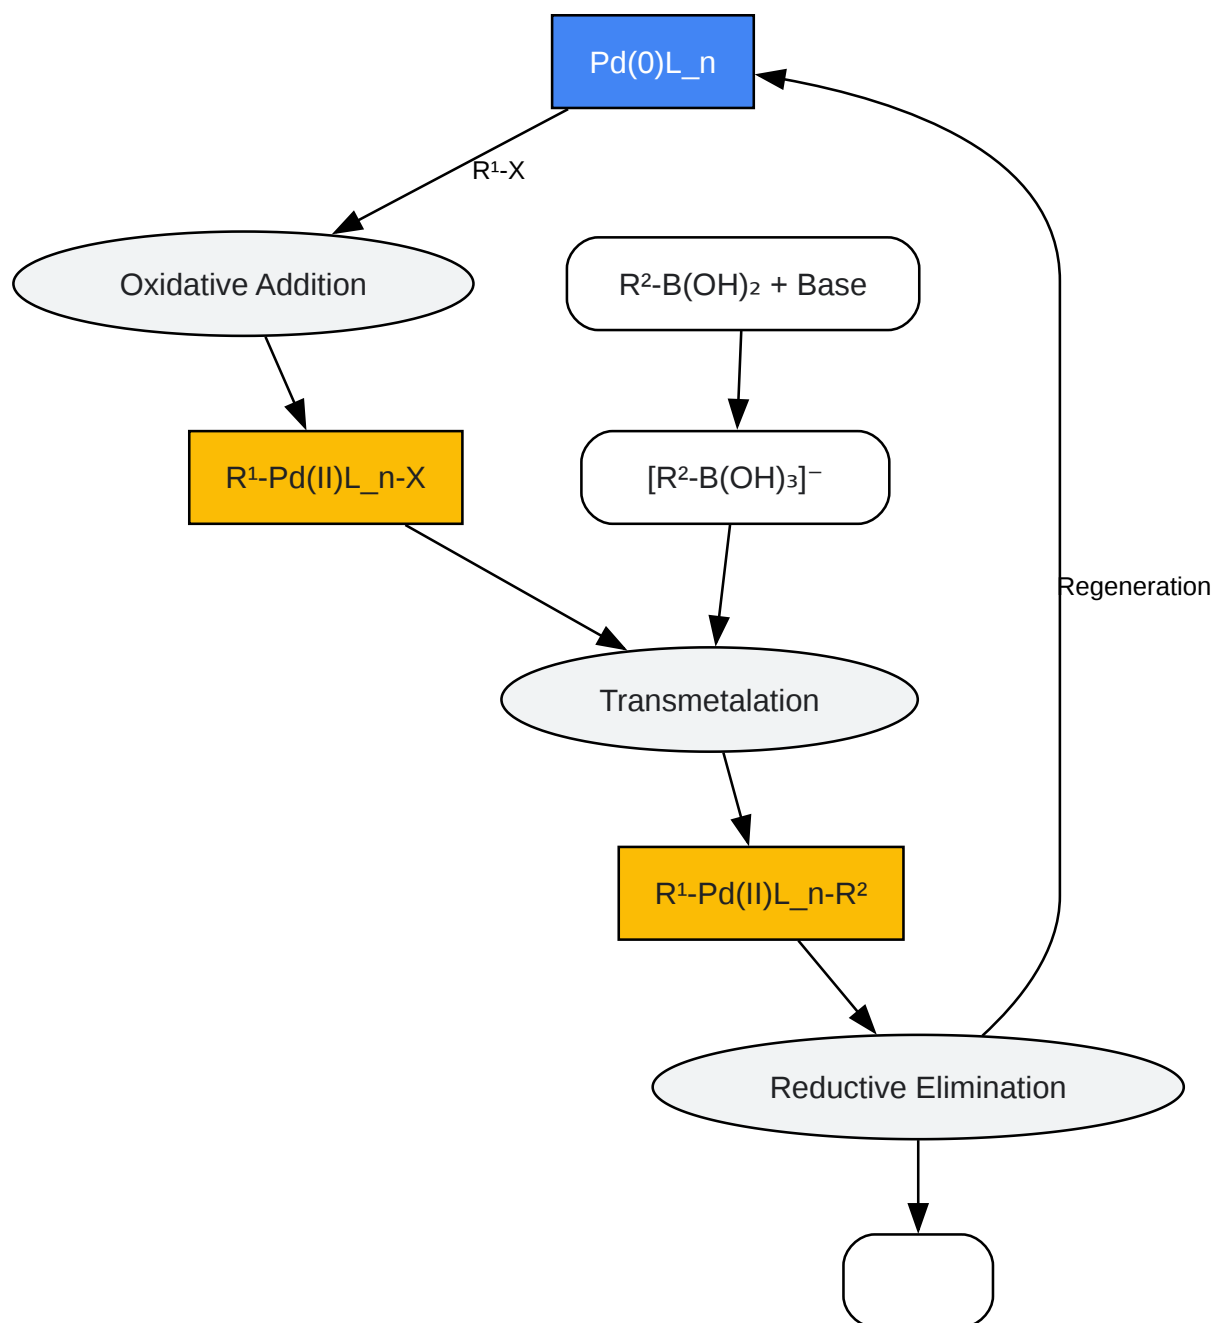 Pd(0)L_n
R¹-X
Oxidative Addition
R²-B(OH)₂ + Base
R¹-Pd(II)L_n-X
[R²-B(OH)₃]⁻
Regeneration
Transmetalation
R¹-Pd(II)L_n-R²
Reductive Elimination